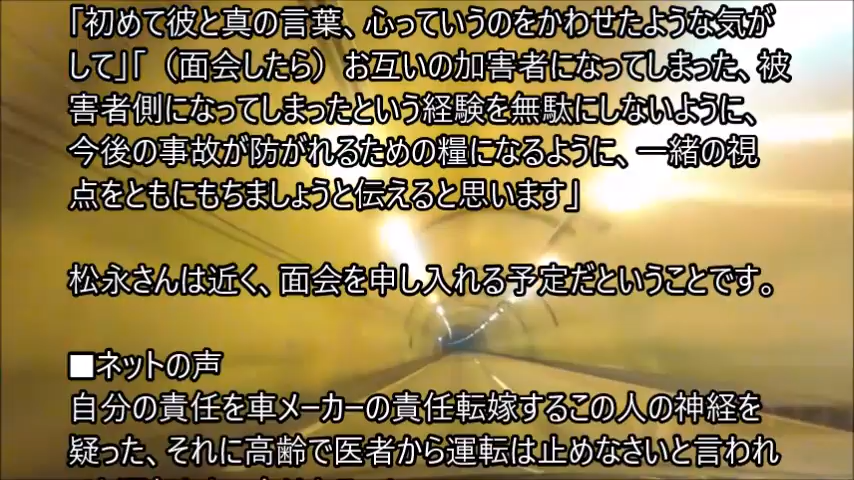 「初めて彼と真の言葉、心っていうのをかわせたような気が
して」「（面会したら）お互いの加害者になってしまった、被
害者側になってしまったという経験を無駄にしないように、
今後の事故が防がれるための糧になるように、一緒の視
点をともにもちましょうと伝えると思います」
松永さんは近く、面会を申し入れる予定だということです。
■ネットの声
自分の責任を車メーカーの責任転嫁するこの人の神経を
疑った、それに高齢で医者から運転は止めなさいと言われ